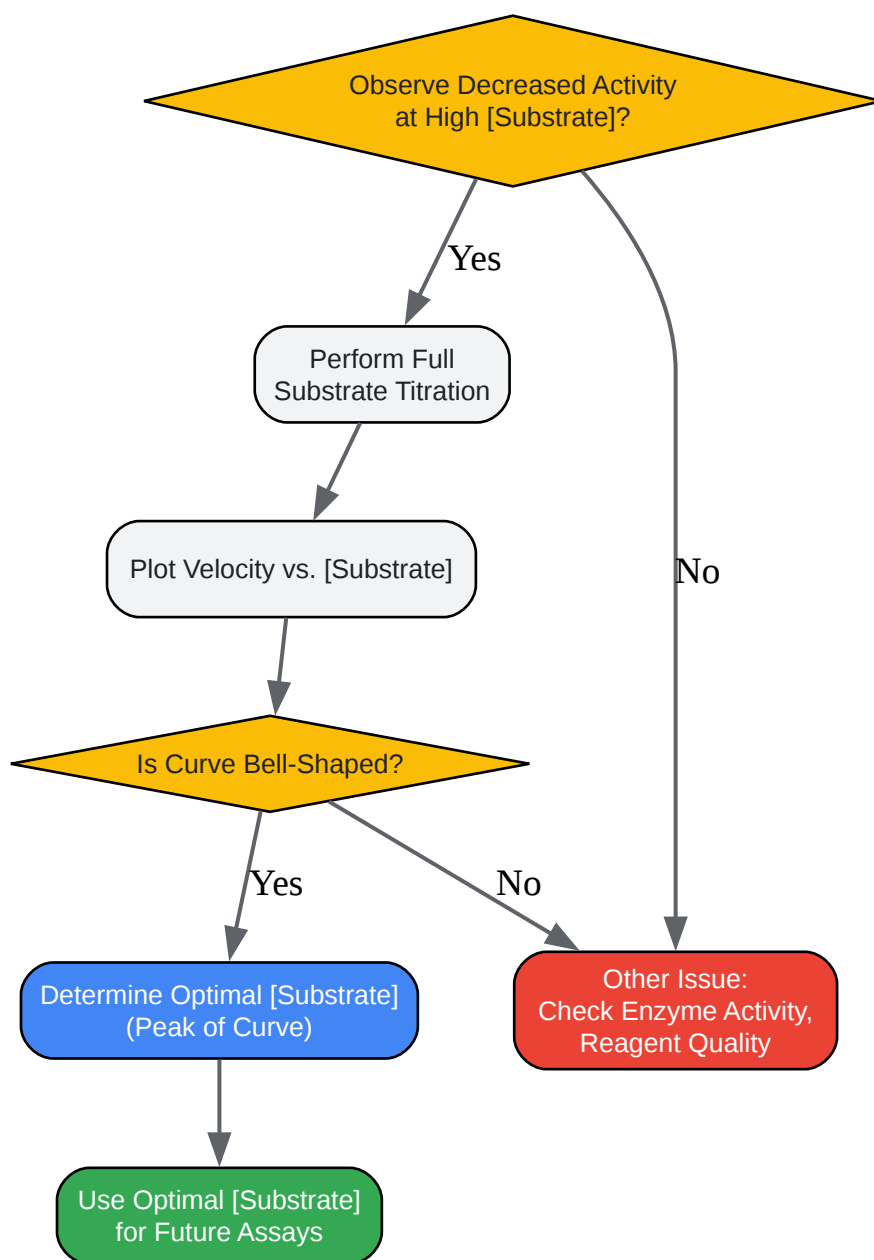 Observe Decreased Activity
at High [Substrate]?
Yes
Perform Full
Substrate Titration
Plot Velocity vs. [Substrate]
No
Is Curve Bell-Shaped?
Yes
No
Determine Optimal [Substrate]
(Peak of Curve)
Other Issue:
Check Enzyme Activity,
Reagent Quality
Use Optimal [Substrate]
for Future Assays